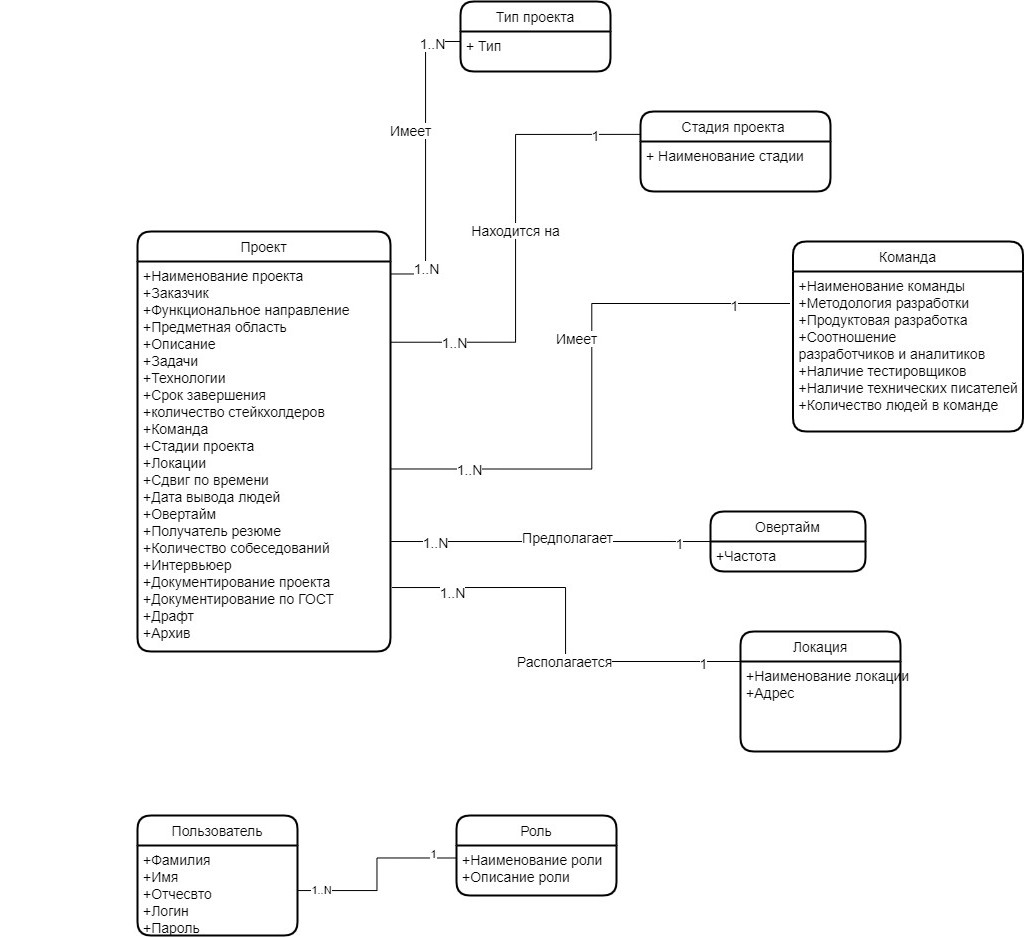 Тип проекта
+ Тип
1..N
Имеет
1..N
Стадия проекта
+ Наименование стадии
1
Находится на
1..N
Проект
+Наименование проекта
+Заказчик
+Функциональное направление
+Предметная область
+Описание
+Задачи
+Технологии
+Срок завершения
+количество стейкхолдеров
+Команда
+Стадии проекта
+Локации
+Сдвиг по времени
+Дата вывода людей
+Овертайм
+Получатель резюме
+Количество собеседований
+Интервьюер
+Документирование проекта
+Документирование по ГОСТ
+Драфт
+Архив
Команда
+Наименование команды
+Методология разработки
+Продуктовая разработка
+Соотношение
разработчиков и аналитиков
+Наличие тестировщиков
+Наличие технических писателей
+Количество людей в команде
1
Имеет
1..N
Овертайм
+Частота
1..N
Предполагает
1
1..N
Располагается
1
Локация
+Наименование локации
+Адрес
Пользователь
+Фамилия
+Имя
+Отчесвто
+Логин
+Пароль
1..N
1
Роль
+Наименование роли
+Описание роли